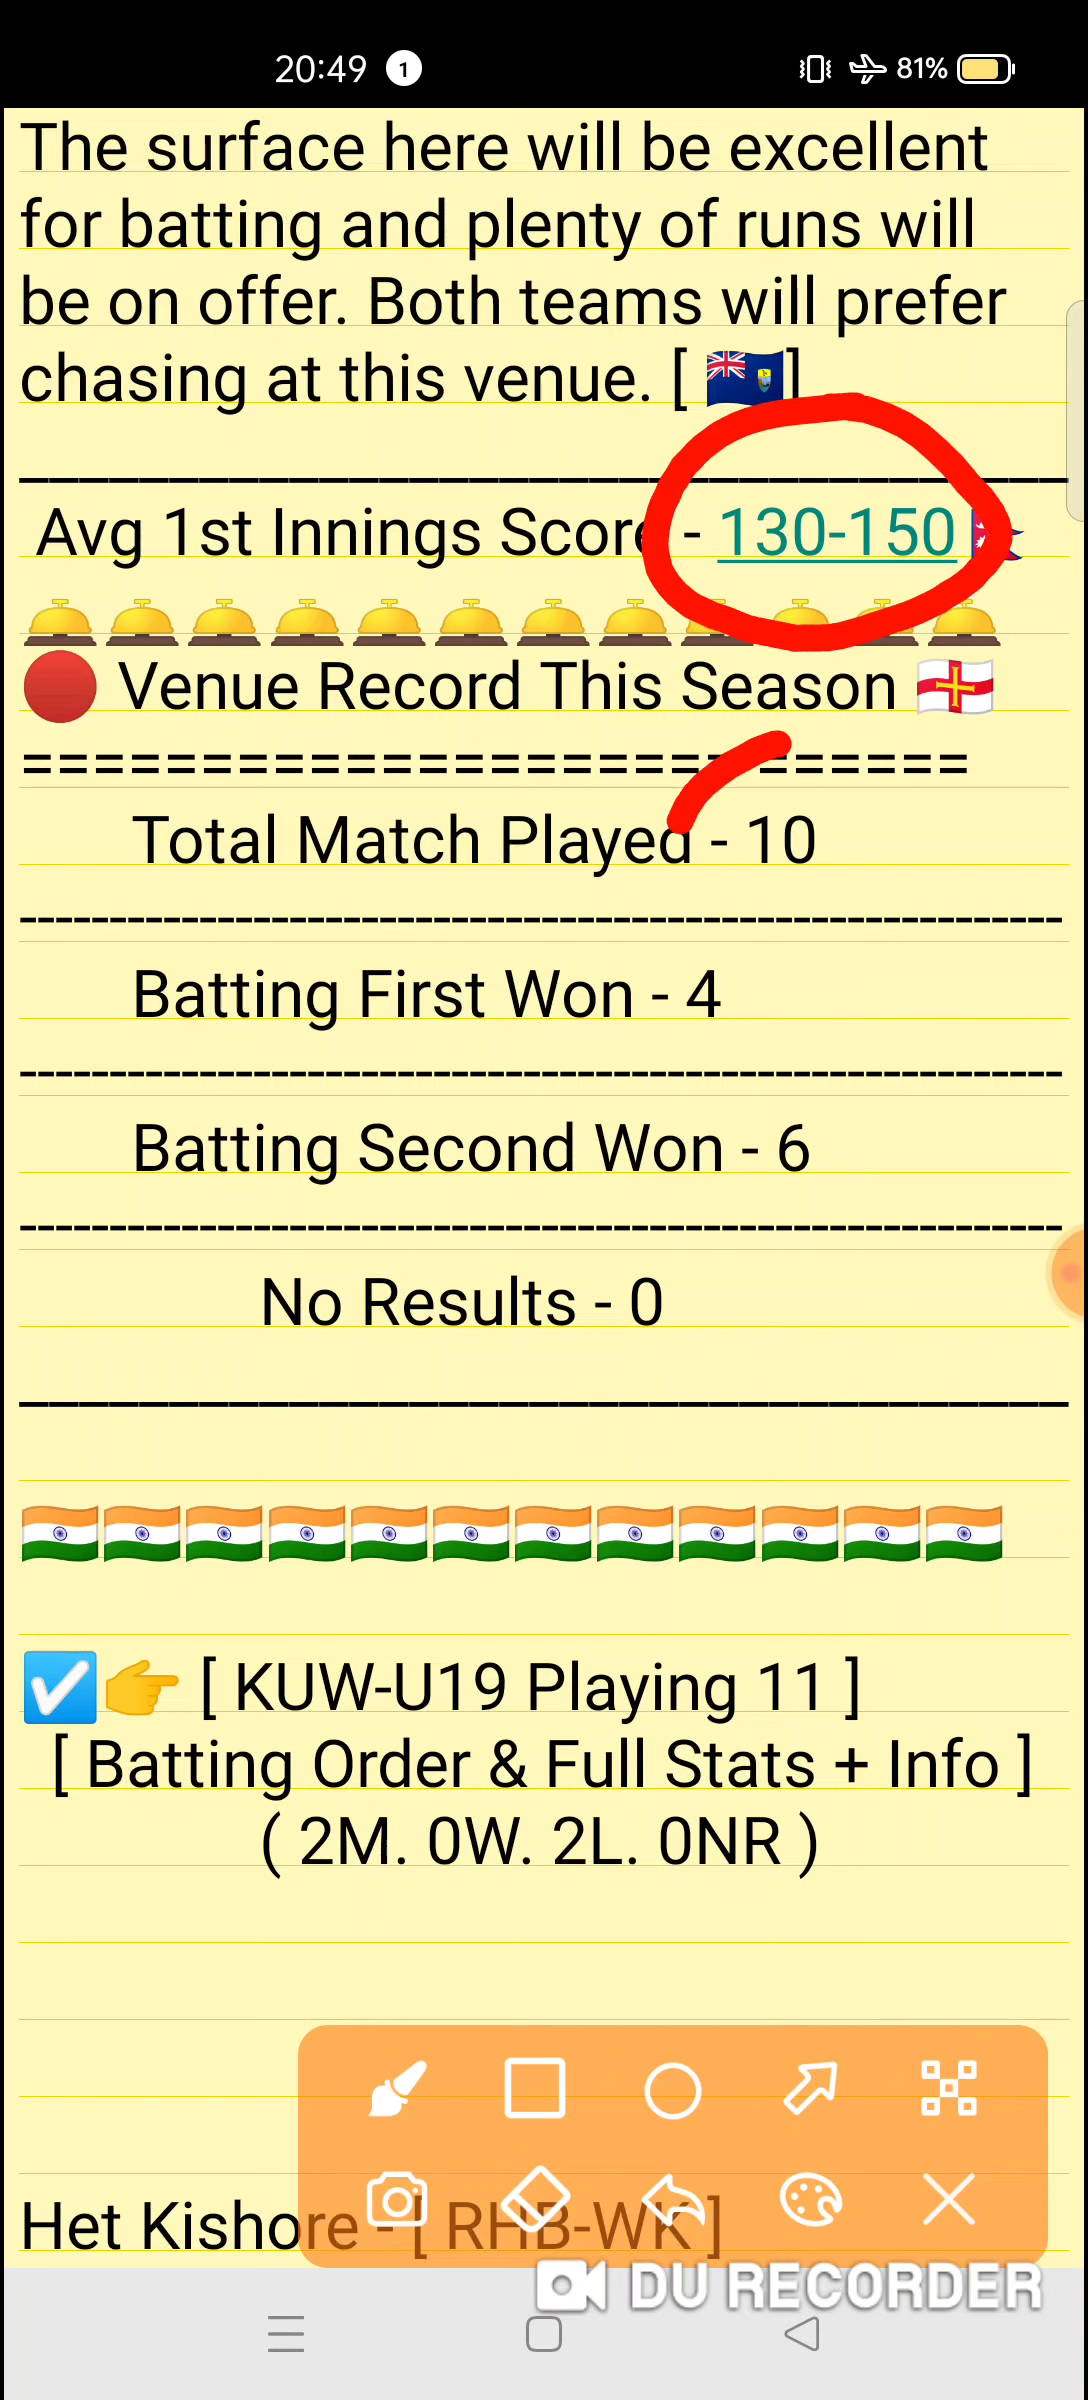 20:49 1 81%
The surface here will be excellent
for batting and plenty of runs will
be on offer. Both teams will prefer
chasing at this venue. [ 🇸🇭]
Avg 1st Innings Score - 130-150🇳🇵
🛎🛎🛎🛎🛎🛎🛎🛎🛎🛎🛎🛎
🔴 Venue Record This Season 🇬🇬
==========================
Total Match Played - 10
----------------------------------------------------------
Batting First Won - 4
----------------------------------------------------------
Batting Second Won - 6
----------------------------------------------------------
No Results - 0
🇮🇳🇮🇳🇮🇳🇮🇳🇮🇳🇮🇳🇮🇳🇮🇳🇮🇳🇮🇳🇮🇳🇮🇳
☑️👉 [ KUW-U19 Playing 11 ]
[ Batting Order & Full Stats + Info ]
( 2M. 0W. 2L. 0NR )
Het Kishore - [ RHB-WK ]
DU RECORDER